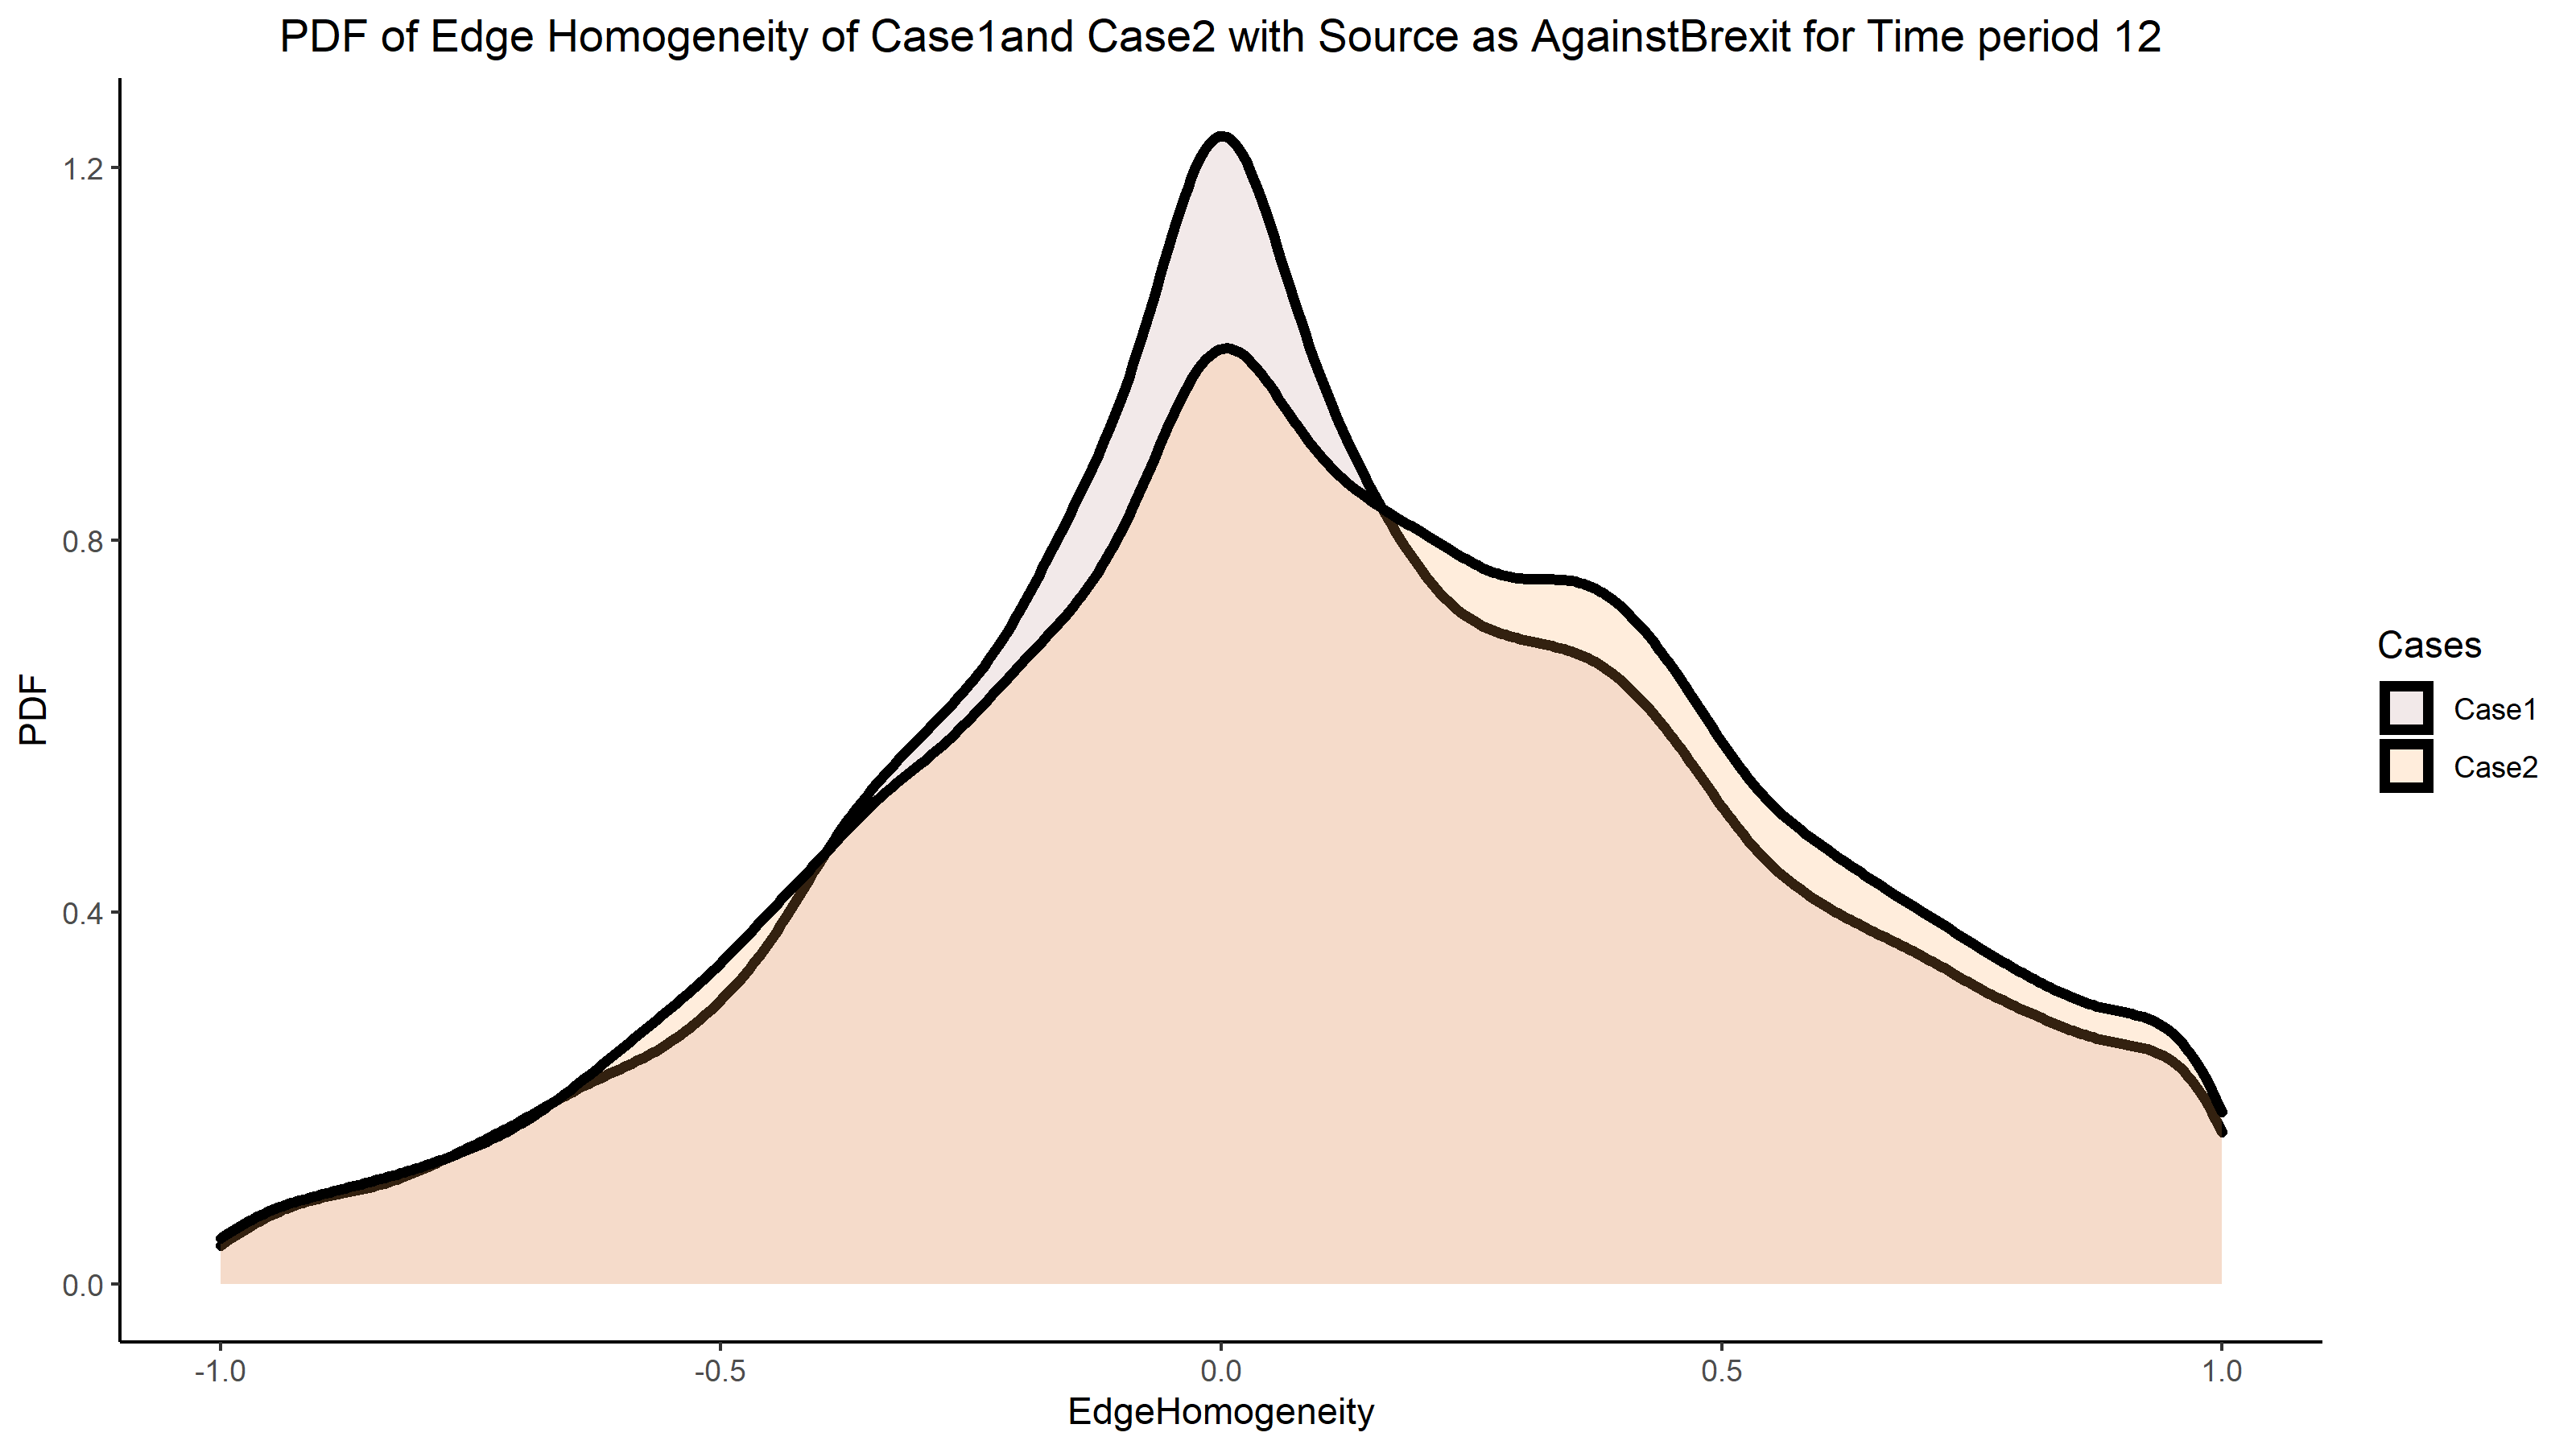 PDF of Edge Homogeneity of Case1and Case2 with Source as AgainstBrexit for Time period 12
1.2
0.8
0.4
0.0
PDF
-1.0 -0.5 0.0 0.5 1.0
EdgeHomogeneity
Cases
Case1
Case2